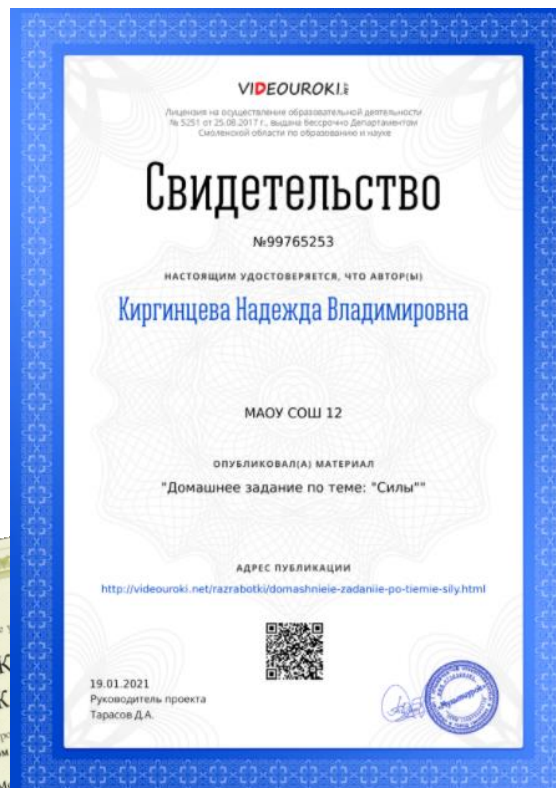 VIDEOUROKI.NET
Лицензия на осуществление образовательной деятельности
№ 5251 от 25.08.2017 г., выдана бессрочно Департаментом
Смоленской области по образованию и науке
Свидетельство
№99765253
НАСТОЯЩИМ УДОСТОВЕРЯЕТСЯ, ЧТО АВТОР(Ы)
Киргинцева Надежда Владимировна
МАОУ СОШ 12
ОПУБЛИКОВАЛ(А) МАТЕРИАЛ
"Домашнее задание по теме: "Силы""
АДРЕС ПУБЛИКАЦИИ
http://videouroki.net/razrabotki/domashnieie-zadaniie-po-tiemie-sily.html
19.01.2021
Руководитель проекта
Тарасов Д.А.